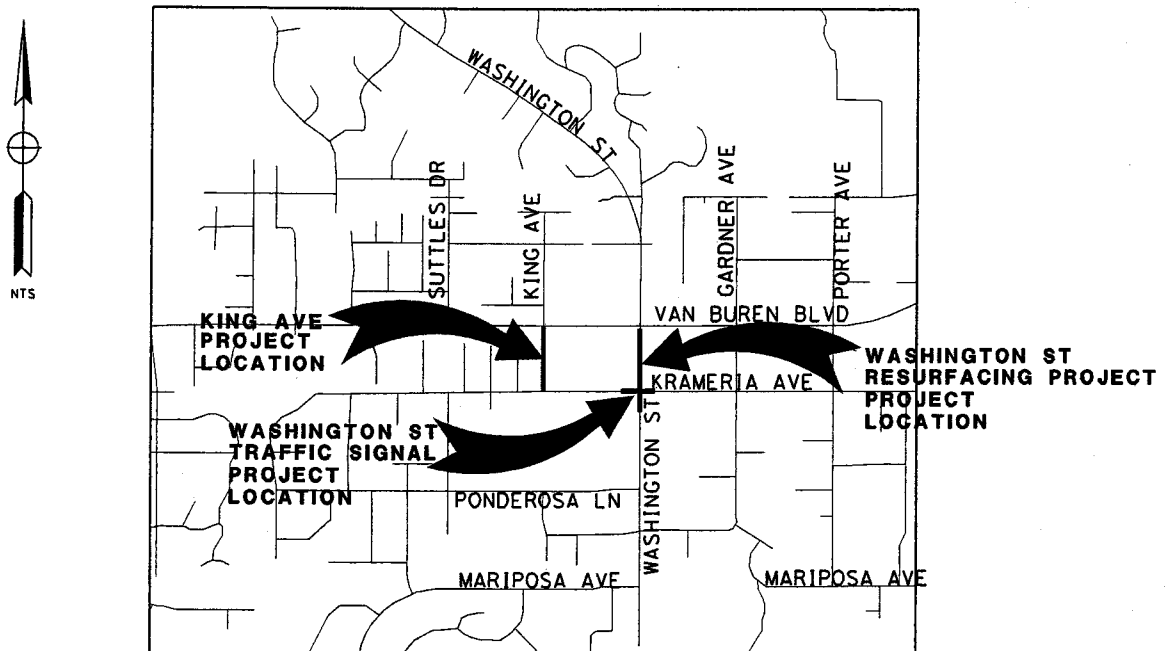 WASHINGTON ST
SUTTLES DR
KING AVE
GARDNER AVE
PORTER AVE
NTS
VAN BUREN BLVD
KING AVE
PROJECT
LOCATION
WASHINGTON ST
RESURFACING PROJECT
PROJECT
LOCATION
KRAMERIA AVE
WASHINGTON ST
TRAFFIC SIGNAL
PROJECT
LOCATION
WASHINGTON ST
PONDEROSA LN
MARIPOSA AVE
MARIPOSA AVE